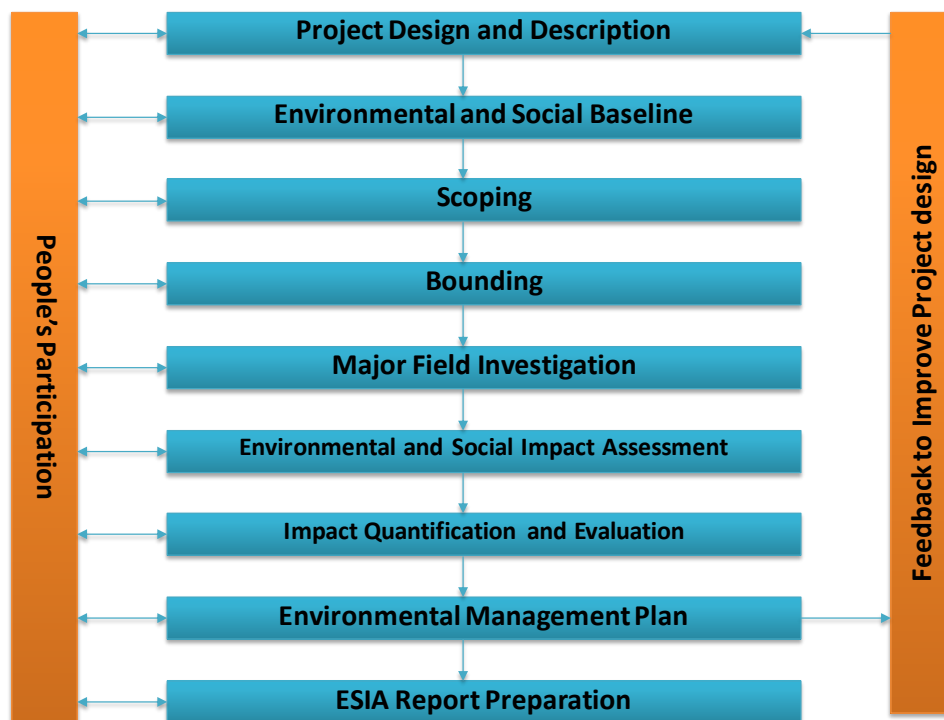 Project Design and Description
Environmental and Social Baseline
Scoping
Bounding
Major Field Investigation
Environmental and Social Impact Assessment
Impact Quantification and Evaluation
Environmental Management Plan
ESIA Report Preparation
People's Participation
Feedback to Improve Project design